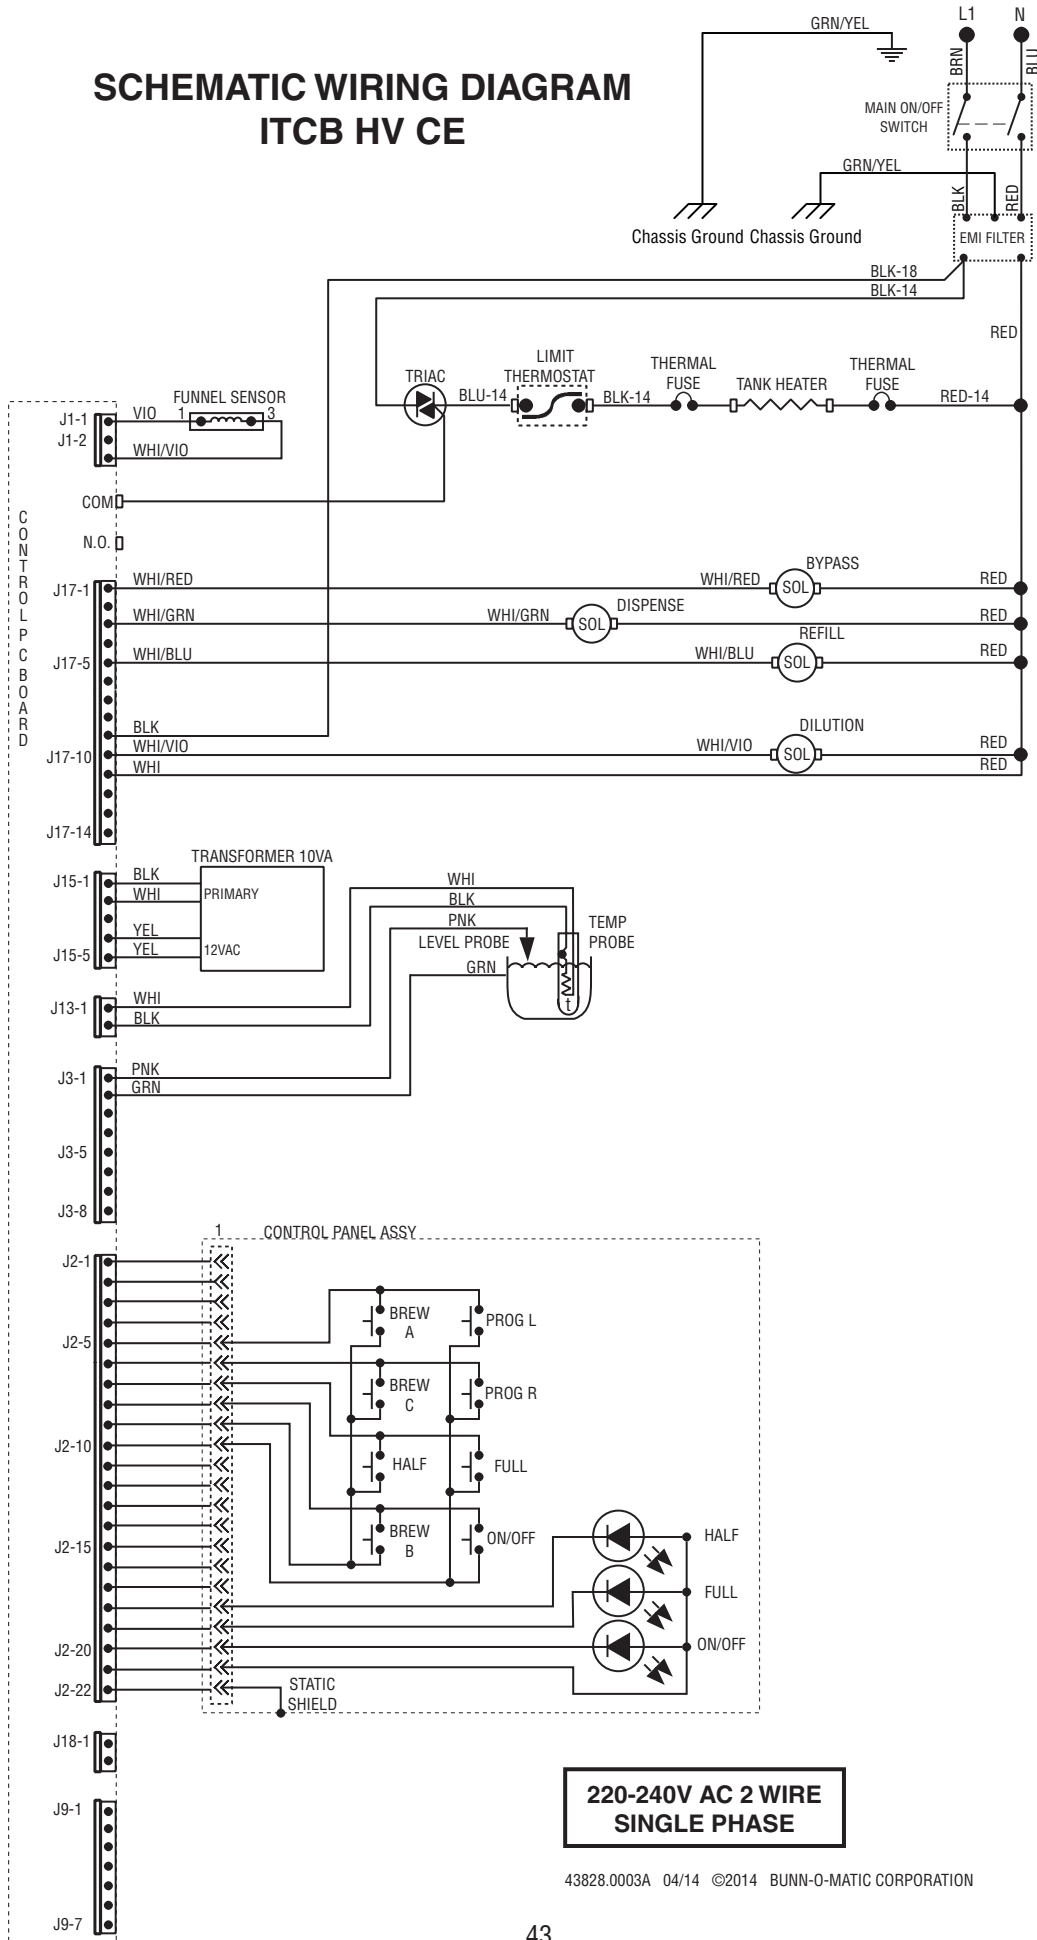 SCHEMATIC WIRING DIAGRAM
ITCB HV CE
GRN/YEL
L1
N
BRN
BLU
MAIN ON/OFF
SWITCH
GRN/YEL
BLK
RED
Chassis Ground
Chassis Ground
EMI FILTER
BLK-18
BLK-14
RED
TRIAC
BLU-14
LIMIT
THERMOSTAT
BLK-14
THERMAL
FUSE
TANK HEATER
THERMAL
FUSE
RED-14
CONTROL PC BOARD
J1-1
J1-2
VIO
1
FUNNEL SENSOR
3
WHI/VIO
COM
N.O.
J17-1
WHI/RED
WHI/RED
SOL
BYPASS
RED
WHI/GRN
WHI/GRN
SOL
DISPENSE
RED
J17-5
WHI/BLU
WHI/BLU
SOL
REFILL
RED
BLK
J17-10
WHI/VIO
WHI/VIO
SOL
DILUTION
RED
WHI
RED
J17-14
TRANSFORMER 10VA
J15-1
BLK
WHI
PRIMARY
YEL
J15-5
YEL
12VAC
WHI
BLK
PNK
LEVEL PROBE
TEMP
PROBE
GRN
t
J13-1
WHI
BLK
J3-1
PNK
GRN
J3-5
J3-8
1
CONTROL PANEL ASSY
J2-1
J2-5
J2-10
J2-15
J2-20
J2-22
BREW
A
PROG L
BREW
C
PROG R
HALF
FULL
BREW
B
ON/OFF
HALF
FULL
ON/OFF
STATIC
SHIELD
J18-1
J9-1
J9-7
220-240V AC 2 WIRE
SINGLE PHASE
43828.0003A 04/14 ©2014 BUNN-O-MATIC CORPORATION
43